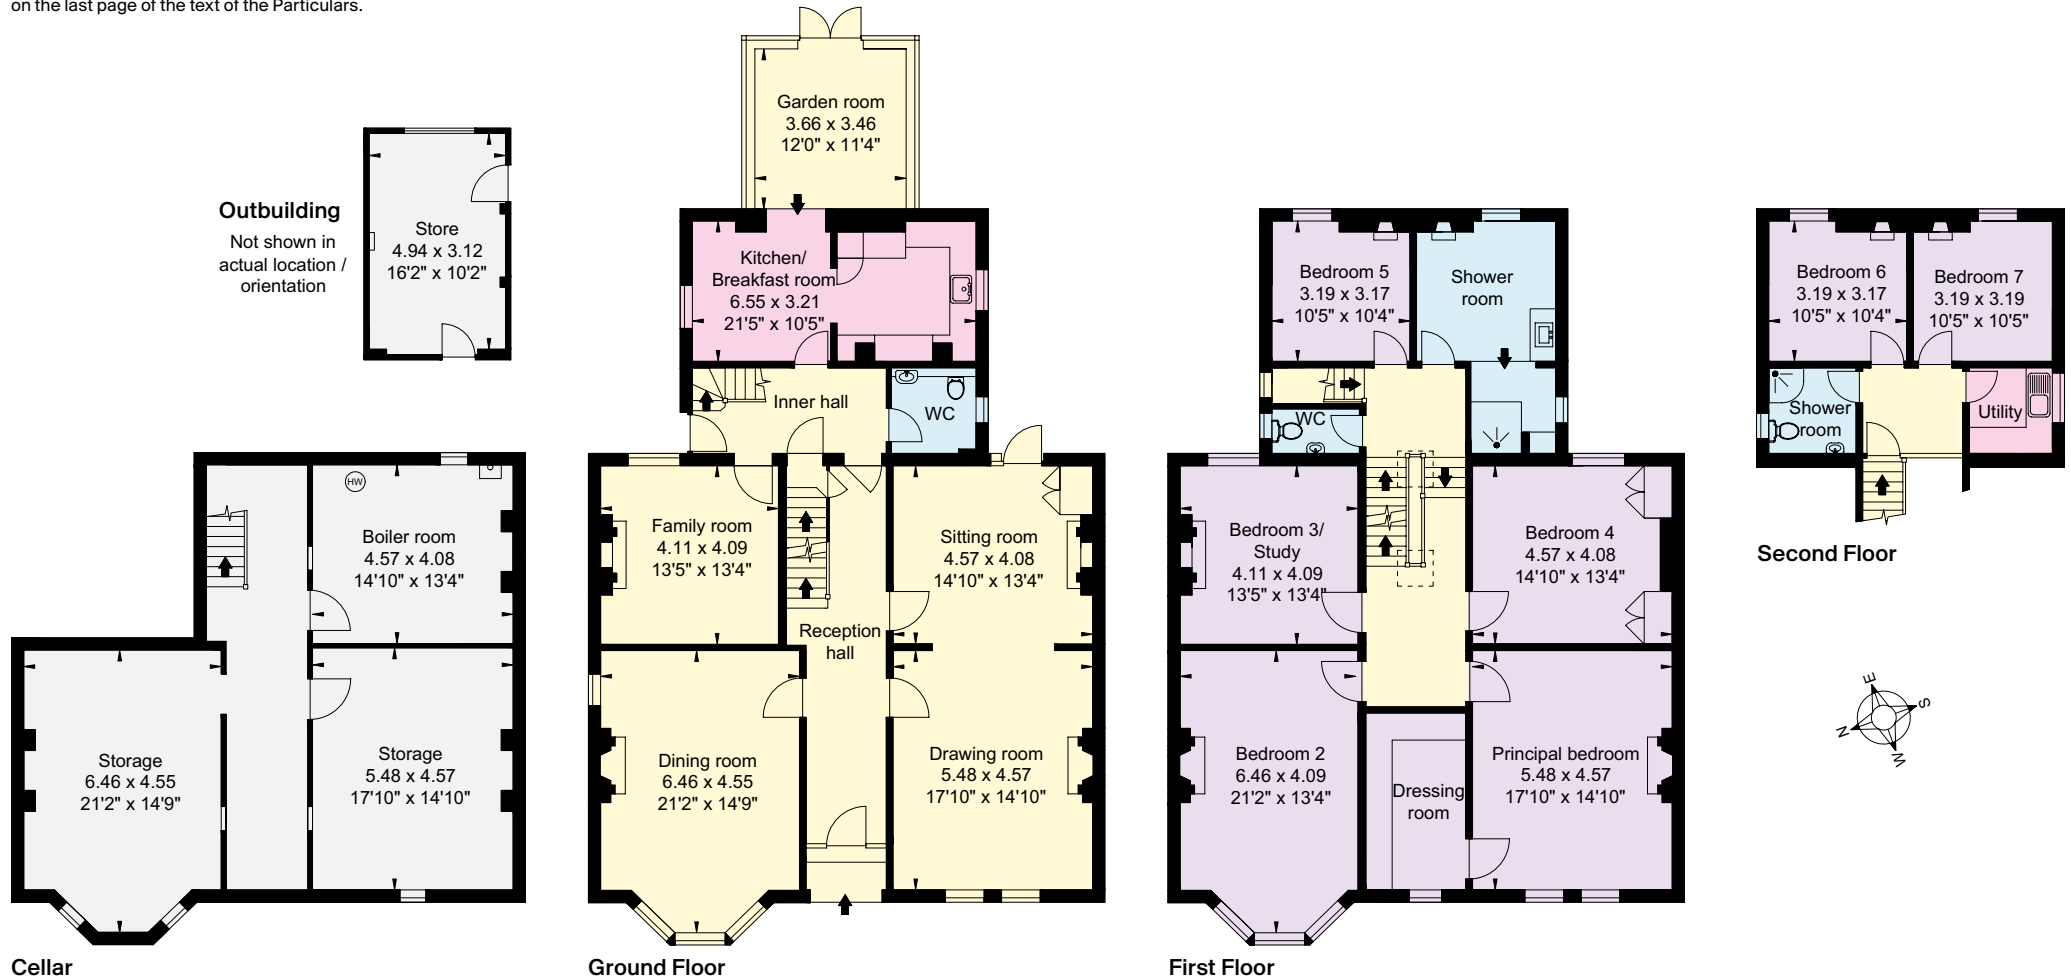 on the last page of the text of the Particulars.
Outbuilding
Not shown in
actual location /
orientation
Store
4.94 x 3.12
16'2" x 10'2"
HW
Boiler room
4.57 x 4.08
14'10" x 13'4"
Storage
6.46 x 4.55
21'2" x 14'9"
Storage
5.48 x 4.57
17'10" x 14'10"
Cellar
Garden room
3.66 x 3.46
12'0" x 11'4"
Kitchen/
Breakfast room
6.55 x 3.21
21'5" x 10'5"
Inner hall
WC
Family room
4.11 x 4.09
13'5" x 13'4"
Sitting room
4.57 x 4.08
14'10" x 13'4"
Reception
hall
Dining room
6.46 x 4.55
21'2" x 14'9"
Drawing room
5.48 x 4.57
17'10" x 14'10"
Ground Floor
Bedroom 5
3.19 x 3.17
10'5" x 10'4"
Shower
room
WC
Bedroom 3/
Study
4.11 x 4.09
13'5" x 13'4"
Bedroom 4
4.57 x 4.08
14'10" x 13'4"
Bedroom 2
6.46 x 4.09
21'2" x 13'4"
Dressing
room
Principal bedroom
5.48 x 4.57
17'10" x 14'10"
First Floor
Bedroom 6
3.19 x 3.17
10'5" x 10'4"
Bedroom 7
3.19 x 3.19
10'5" x 10'5"
Shower
room
Utility
Second Floor
E
S
N
W